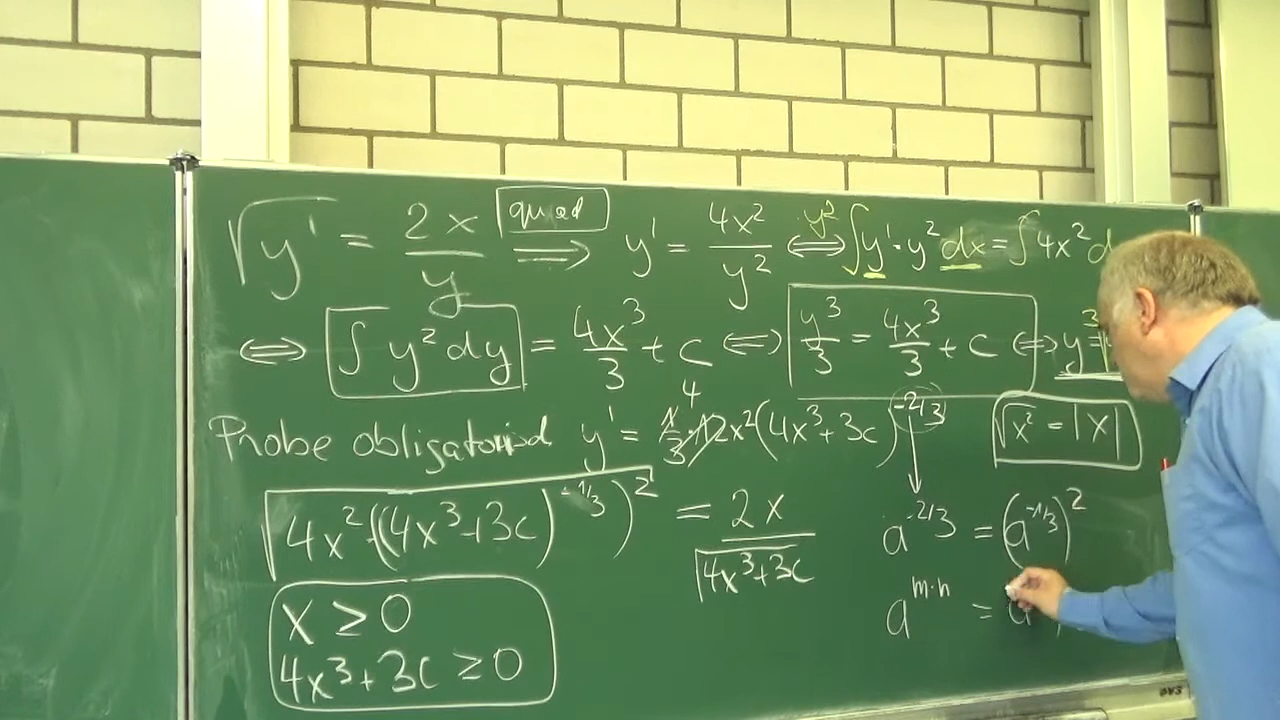 √y' = 2x/y quad ⟹ y' = 4x²/y² ⟺ y² ∫y'·y² dx = ∫4x² d
⟺ ∫y²dy = 4x³/3 + c ⟺ y³/3 = 4x³/3 + c ⟺ y³ =
Probe obligatorisch y' = 1/3·12x²(4x³+3c)^-2/3 √x² = |x|
4
√4x²·((4x³+3c)^-1/3)² = 2x/√4x³+3c a^-2/3 = (a^-1/3)²
x ≥ 0 a^m·n = a
4x³+3c ≥ 0